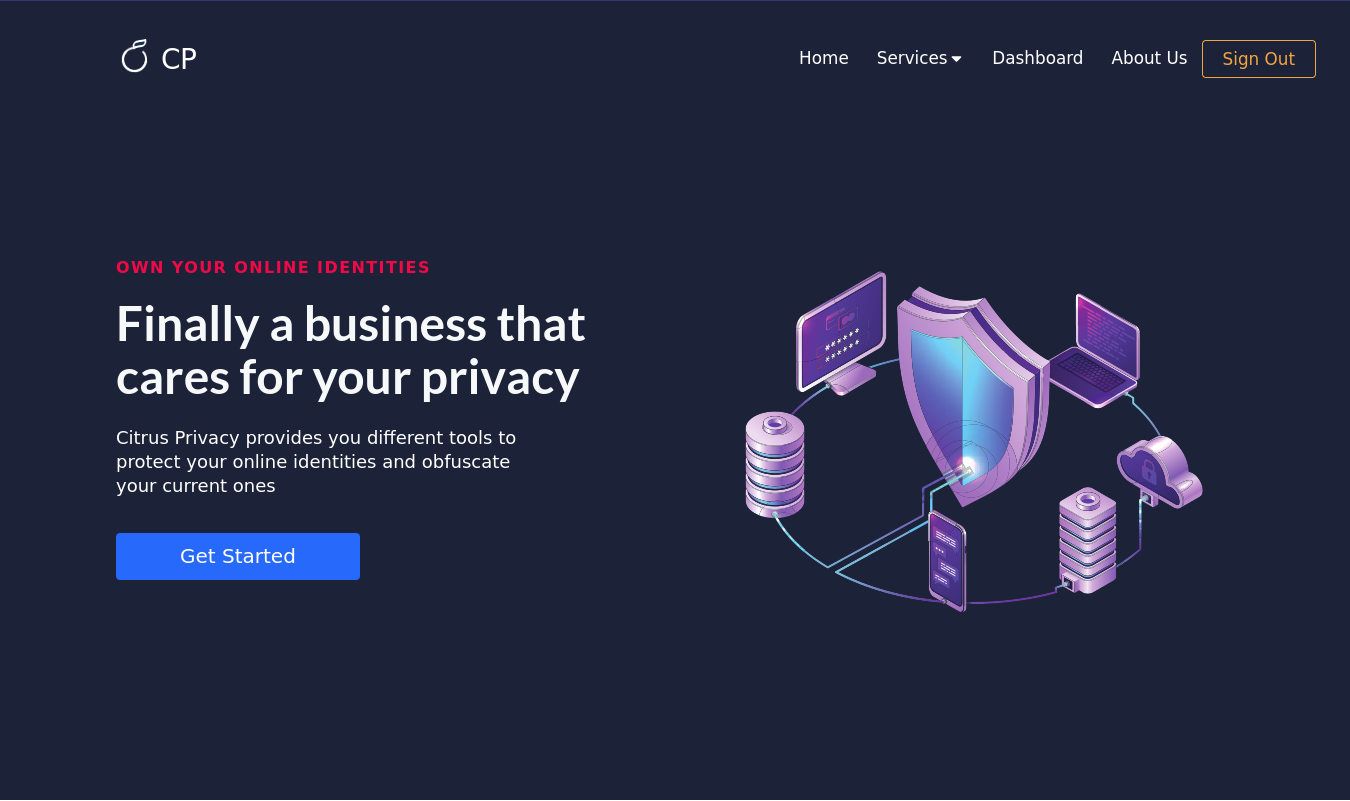 CP
Home Services Dashboard About Us Sign Out
OWN YOUR ONLINE IDENTITIES
Finally a business that
cares for your privacy
Citrus Privacy provides you different tools to
protect your online identities and obfuscate
your current ones
Get Started